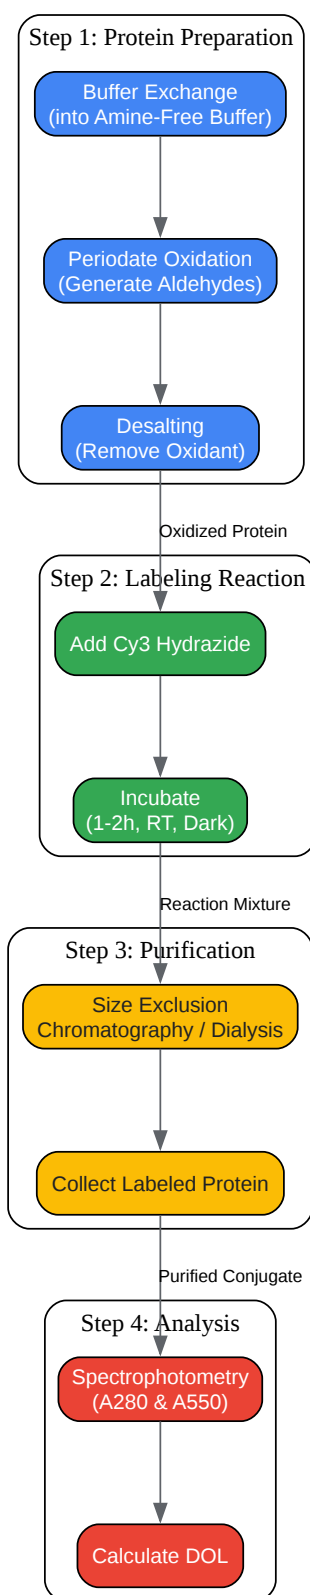 Step 1: Protein Preparation
Buffer Exchange
(into Amine-Free Buffer)
Periodate Oxidation
(Generate Aldehydes)
Desalting
(Remove Oxidant)
Oxidized Protein
Step 2: Labeling Reaction
Add Cy3 Hydrazide
Incubate
(1-2h, RT, Dark)
Reaction Mixture
Step 3: Purification
Size Exclusion
Chromatography / Dialysis
Collect Labeled Protein
Purified Conjugate
Step 4: Analysis
Spectrophotometry
(A280 & A550)
Calculate DOL